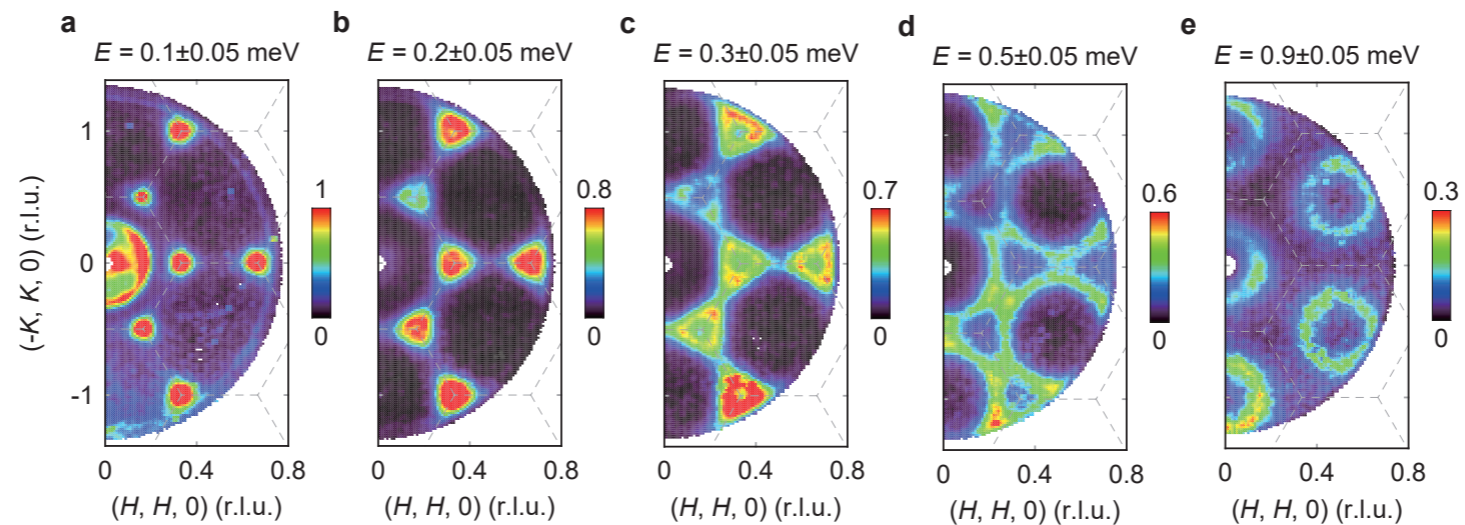 a
E = 0.1±0.05 meV
b
E = 0.2±0.05 meV
c
E = 0.3±0.05 meV
d
E = 0.5±0.05 meV
e
E = 0.9±0.05 meV
(-K, K, 0) (r.l.u.)
1
0
-1
1
0
0.8
0
0.7
0
0.6
0
0.3
0
0 0.4 0.8
0 0.4 0.8
0 0.4 0.8
0 0.4 0.8
0 0.4 0.8
(H, H, 0) (r.l.u.)
(H, H, 0) (r.l.u.)
(H, H, 0) (r.l.u.)
(H, H, 0) (r.l.u.)
(H, H, 0) (r.l.u.)